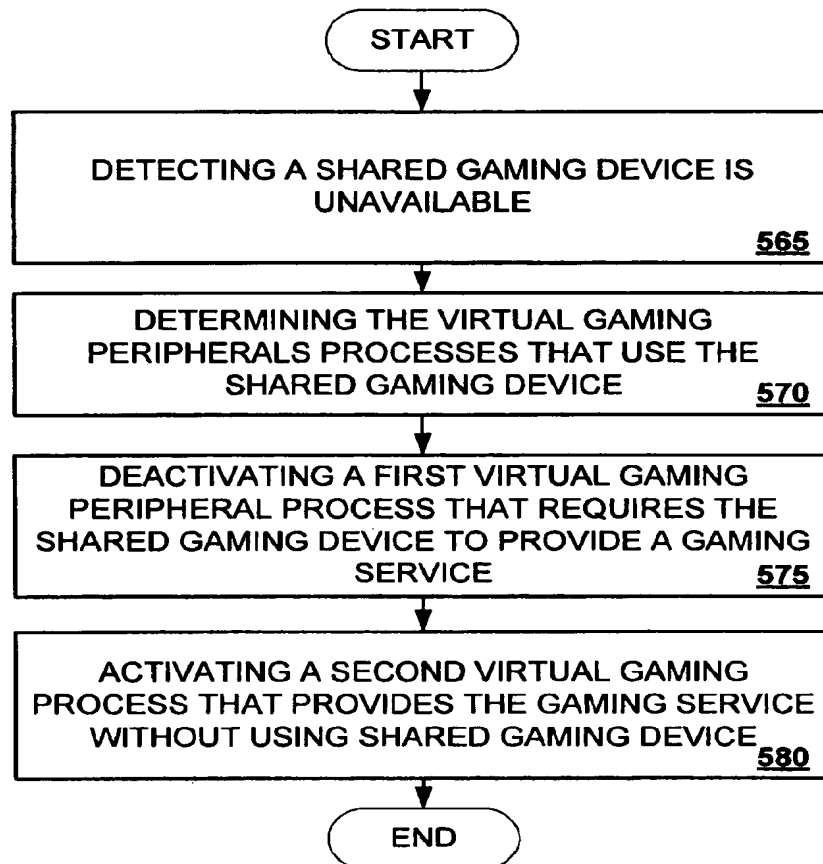 START
DETECTING A SHARED GAMING DEVICE IS
UNAVAILABLE
565
DETERMINING THE VIRTUAL GAMING
PERIPHERALS PROCESSES THAT USE THE
SHARED GAMING DEVICE
570
DEACTIVATING A FIRST VIRTUAL GAMING
PERIPHERAL PROCESS THAT REQUIRES THE
SHARED GAMING DEVICE TO PROVIDE A GAMING
SERVICE
575
ACTIVATING A SECOND VIRTUAL GAMING
PROCESS THAT PROVIDES THE GAMING SERVICE
WITHOUT USING SHARED GAMING DEVICE
580
END